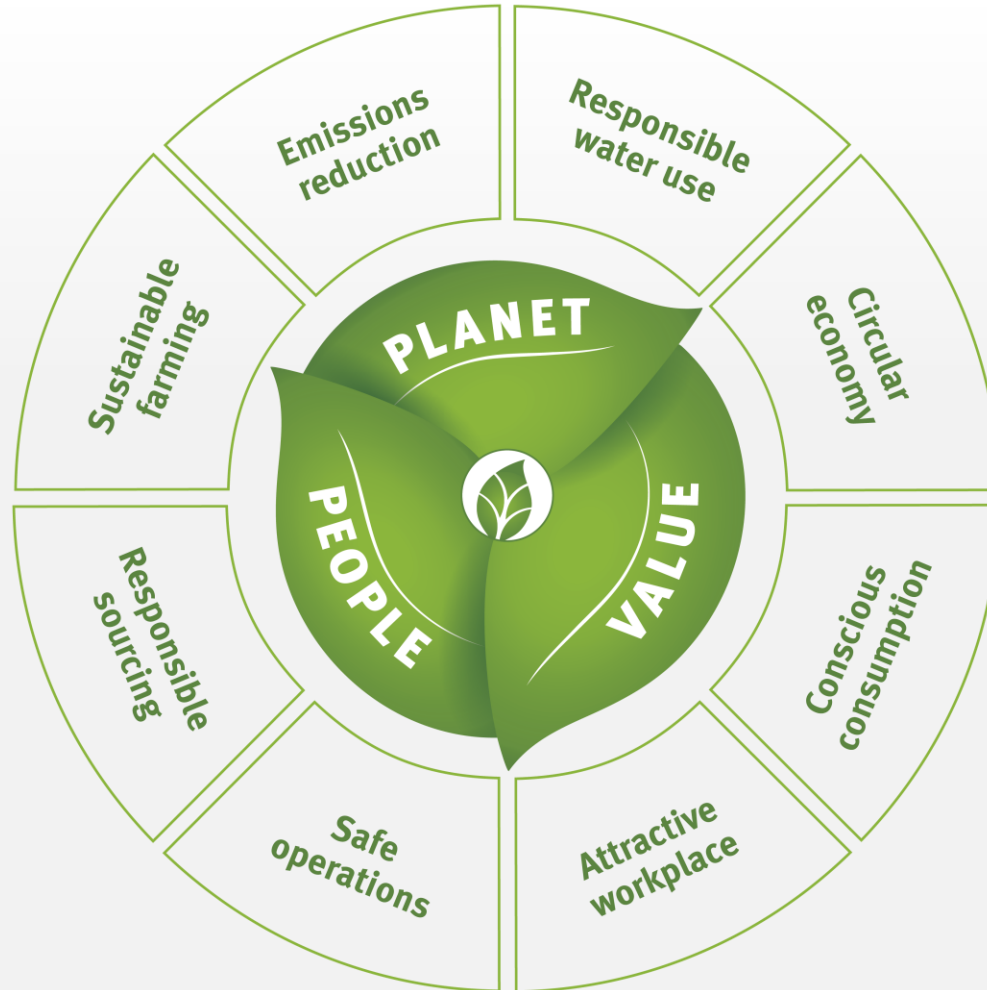 Emissions
reduction
Responsible
water use
Circular
economy
Conscious
consumption
Attractive
workplace
Safe
operations
Responsible
sourcing
Sustainable
farming
PLANET
VALUE
PEOPLE